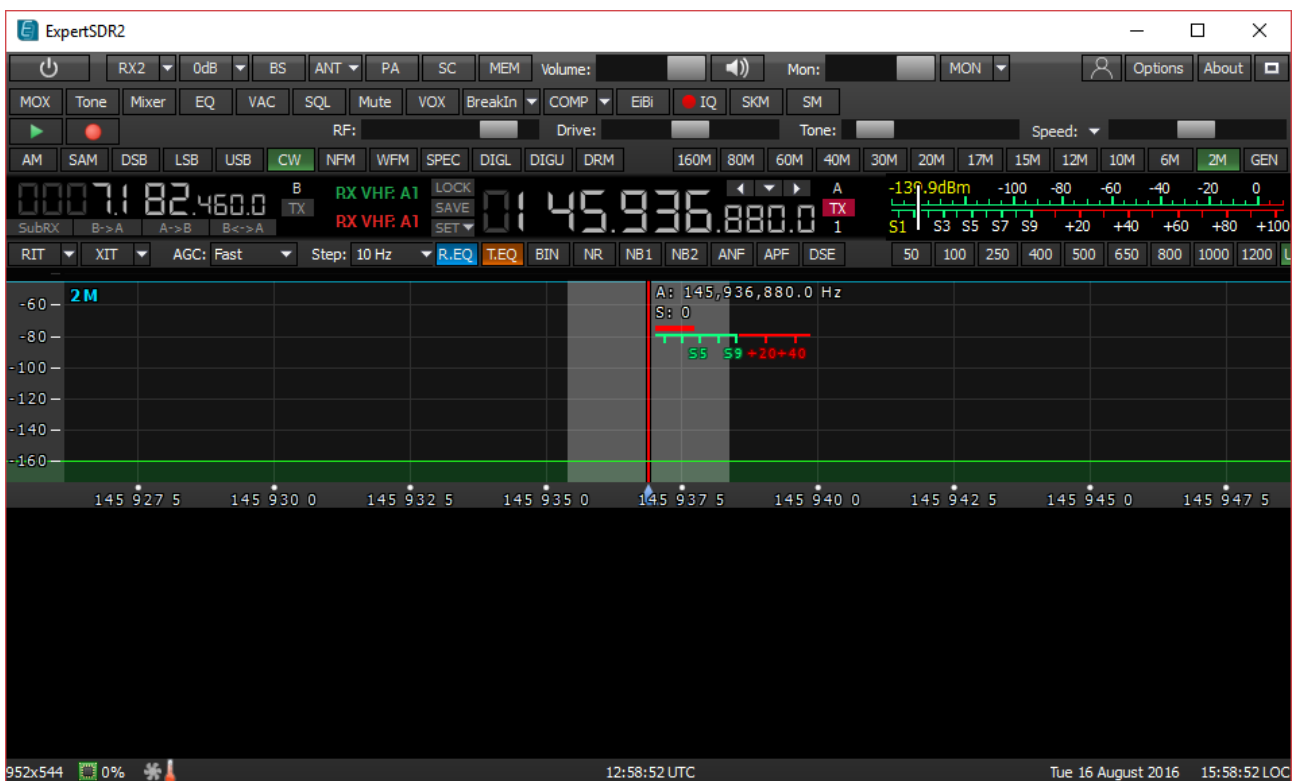 ExpertSDR2
RX2 0dB BS ANT PA SC MEM Volume: Mon: MON Options About
MOX Tone Mixer EQ VAC SQL Mute VOX BreakIn COMP EiBi IQ SKM SM
RF: Drive: Tone: Speed:
AM SAM DSB LSB USB CW NFM WFM SPEC DIGL DIGU DRM 160M 80M 60M 40M 30M 20M 17M 15M 12M 10M 6M 2M GEN
0007.182.460.0 B TX RX VHF: A1 RX VHF: A1 LOCK SAVE SET 0145.936.880.0 A TX 1 -139.9dBm -100 -80 -60 -40 -20 0
SubRX B->A A->B B<->A S1 S3 S5 S7 S9 +20 +40 +60 +80 +100
RIT XIT AGC: Fast Step: 10 Hz R.EQ T.EQ BIN NR NB1 NB2 ANF APF DSE 50 100 250 400 500 650 800 1000 1200
2M A: 145,936,880.0 Hz
-60
S: 0
-80
S5 S9 +20+40
-100
-120
-140
-160
145 927 5 145 930 0 145 932 5 145 935 0 145 937 5 145 940 0 145 942 5 145 945 0 145 947 5
952x544 0% 12:58:52 UTC Tue 16 August 2016 15:58:52 LOC